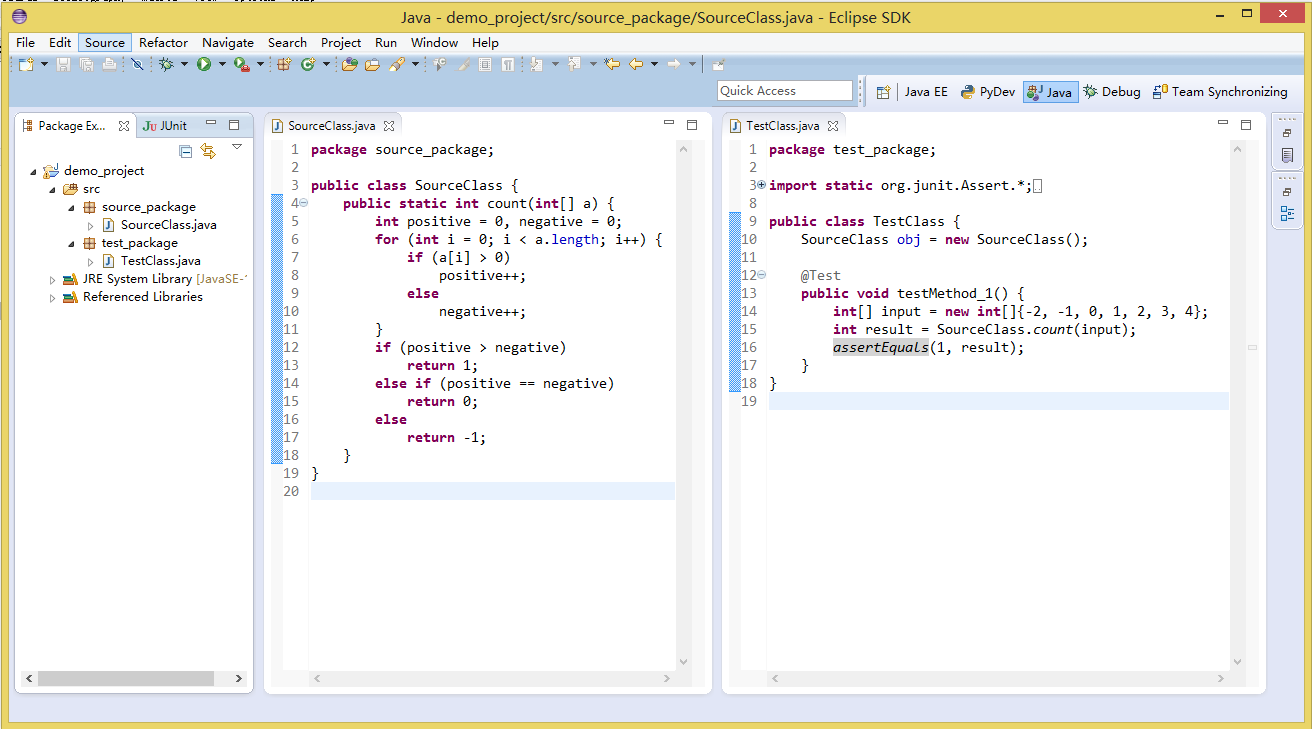 Java - demo_project/src/source_package/SourceClass.java - Eclipse SDK
File Edit Source Refactor Navigate Search Project Run Window Help
Quick Access
Java EE PyDev Java Debug Team Synchronizing
Package Ex... JUnit
demo_project
src
source_package
SourceClass.java
test_package
TestClass.java
JRE System Library [JavaSE-
Referenced Libraries
SourceClass.java
1 package source_package;
2
3 public class SourceClass {
4 public static int count(int[] a) {
5 int positive = 0, negative = 0;
6 for (int i = 0; i < a.length; i++) {
7 if (a[i] > 0)
8 positive++;
9 else
10 negative++;
11 }
12 if (positive > negative)
13 return 1;
14 else if (positive == negative)
15 return 0;
16 else
17 return -1;
18 }
19 }
20
TestClass.java
1 package test_package;
2
3 import static org.junit.Assert.*;
8
9 public class TestClass {
10 SourceClass obj = new SourceClass();
11
12 @Test
13 public void testMethod_1() {
14 int[] input = new int[]{-2, -1, 0, 1, 2, 3, 4};
15 int result = SourceClass.count(input);
16 assertEquals(1, result);
17 }
18 }
19